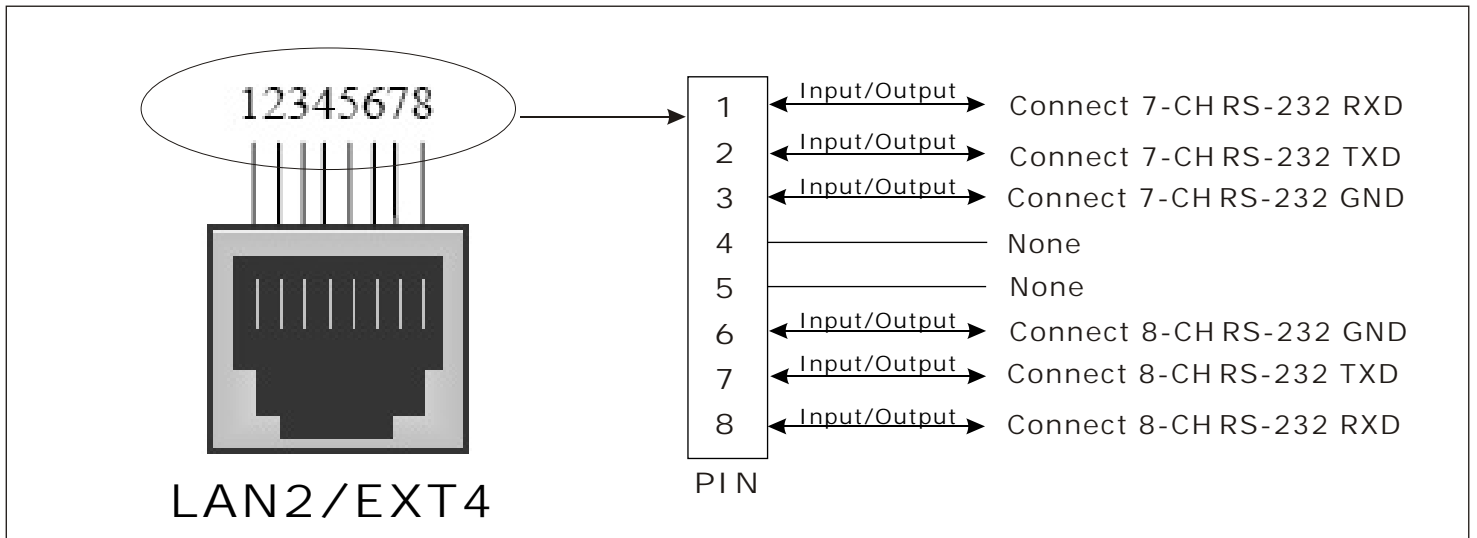 12345678
LAN2/EXT4
1 Input/Output Connect 7-CH RS-232 RXD
2 Input/Output Connect 7-CH RS-232 TXD
3 Input/Output Connect 7-CH RS-232 GND
4 None
5 None
6 Input/Output Connect 8-CH RS-232 GND
7 Input/Output Connect 8-CH RS-232 TXD
8 Input/Output Connect 8-CH RS-232 RXD
PIN